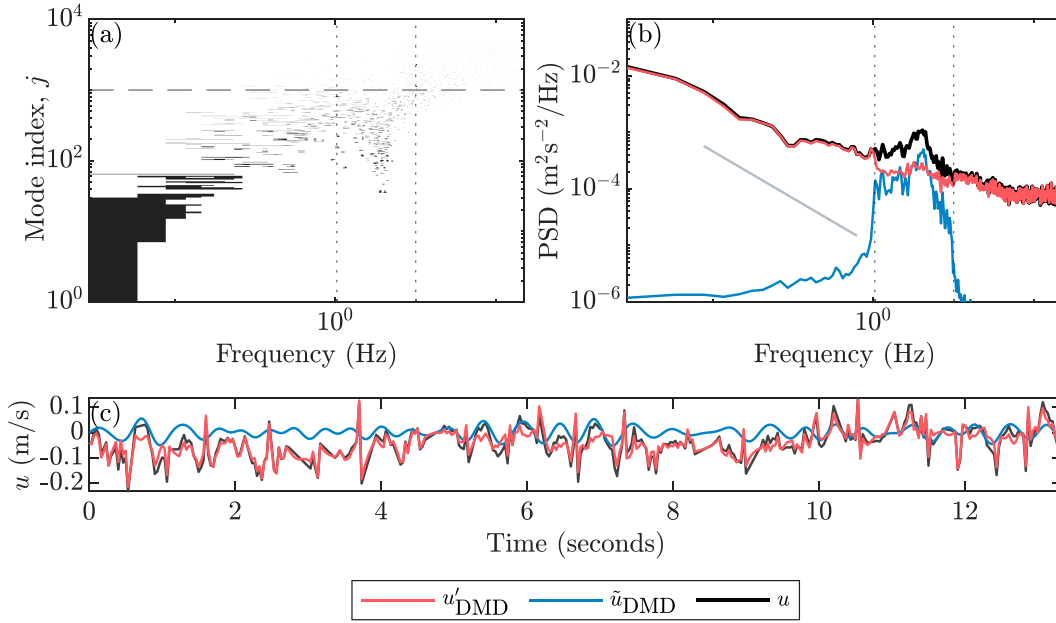 (a)
10^4
10^2
10^0
Mode index, j
10^0
Frequency (Hz)
(b)
10^-2
10^-4
10^-6
PSD (m^2s^-2/Hz)
10^0
Frequency (Hz)
(c)
0.1
0
-0.1
-0.2
u (m/s)
0 2 4 6 8 10 12
Time (seconds)
u′_DMD ũ_DMD u